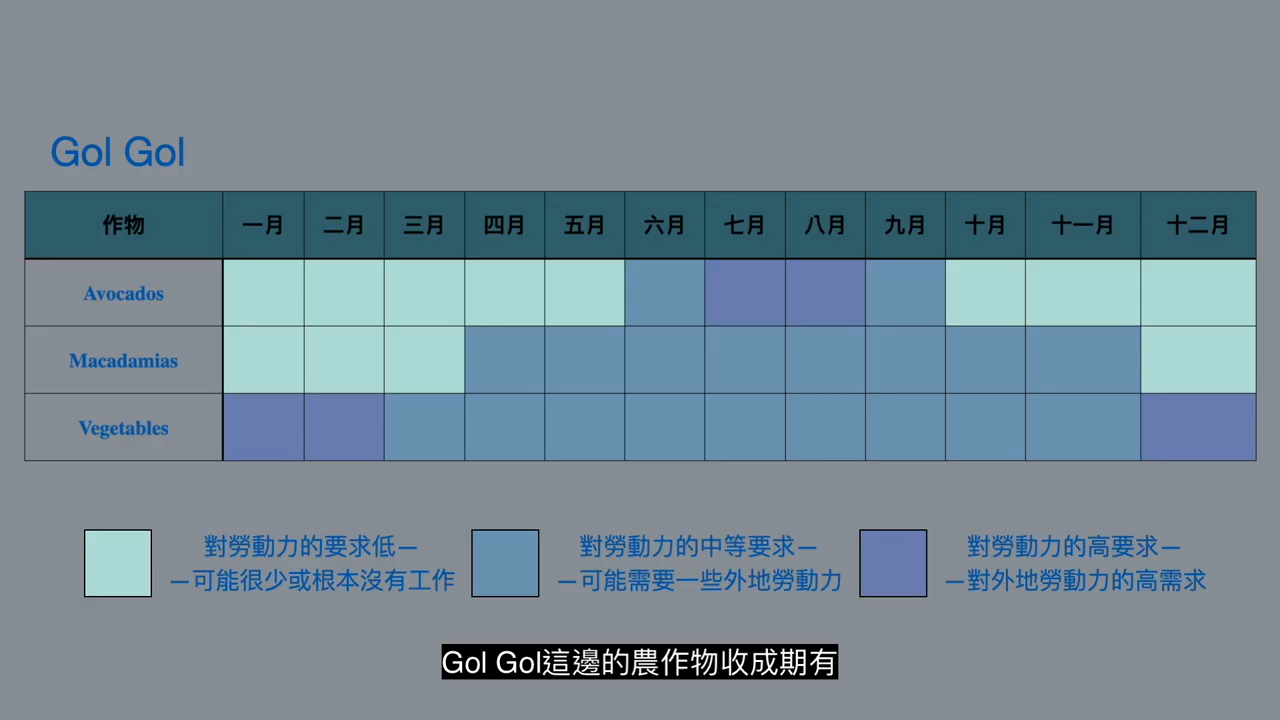 Gol Gol
作物 一月 二月 三月 四月 五月 六月 七月 八月 九月 十月 十一月 十二月
Avocados
Macadamias
Vegetables
對勞動力的要求低—
—可能很少或根本沒有工作
對勞動力的中等要求—
—可能需要一些外地勞動力
對勞動力的高要求—
—對外地勞動力的高需求
Gol Gol這邊的農作物收成期有